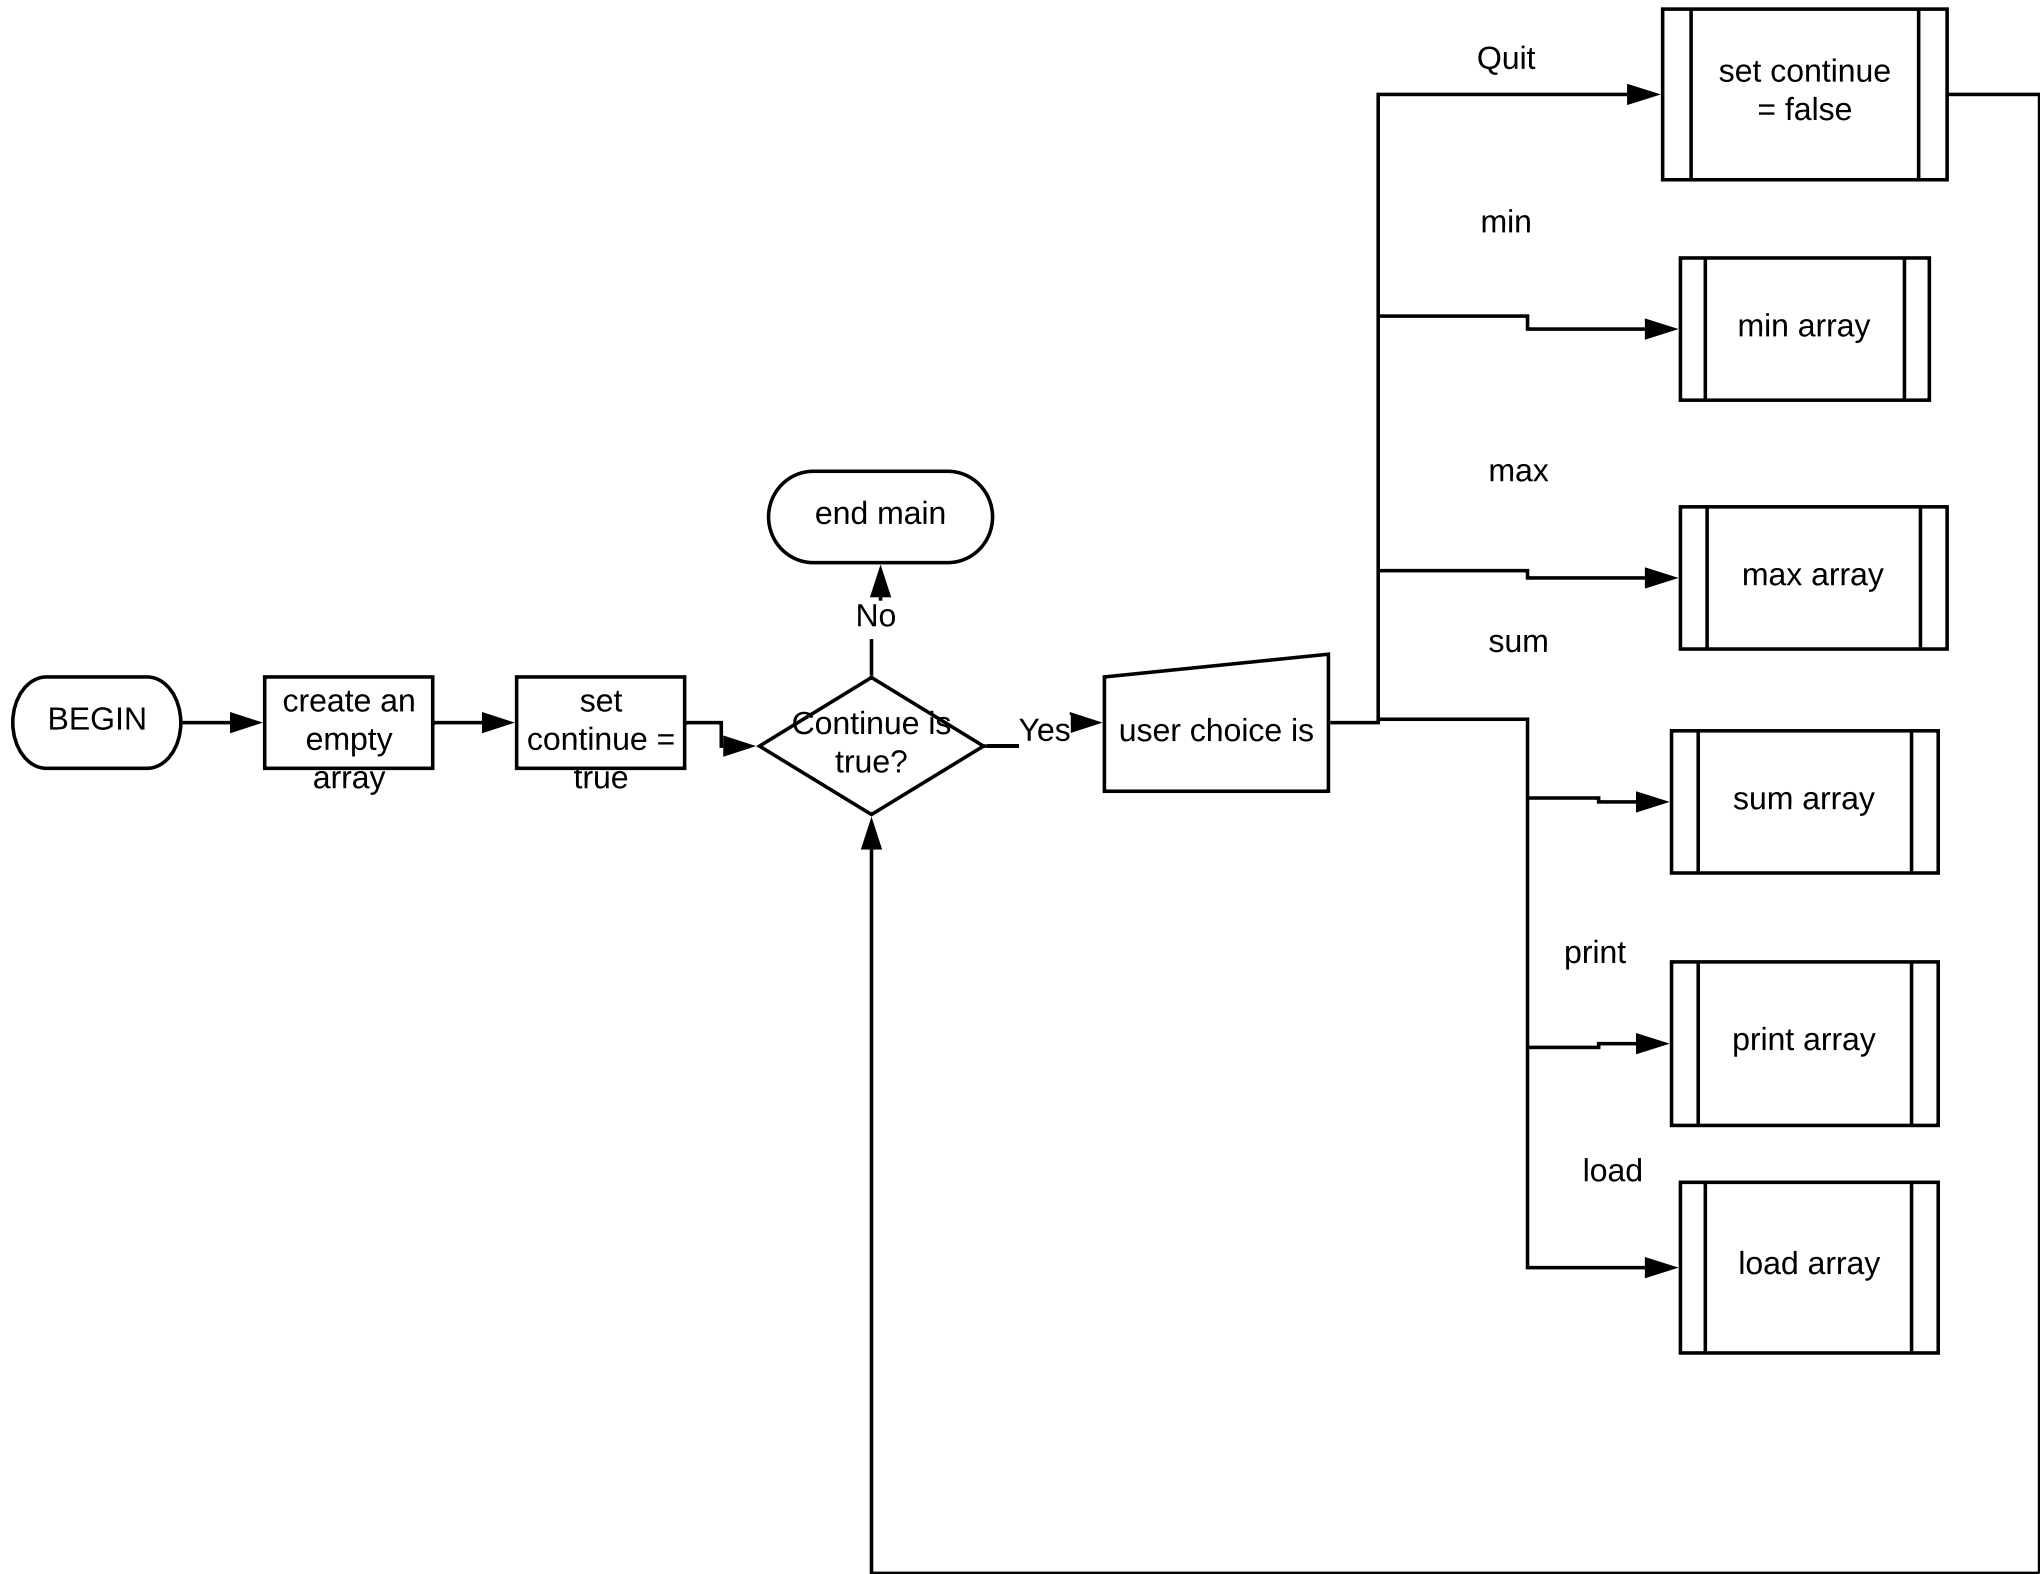 BEGIN
create an
empty
array
set
continue =
true
Continue is
true?
No
end main
Yes
user choice is
Quit
set continue
= false
min
min array
max
max array
sum
sum array
print
print array
load
load array